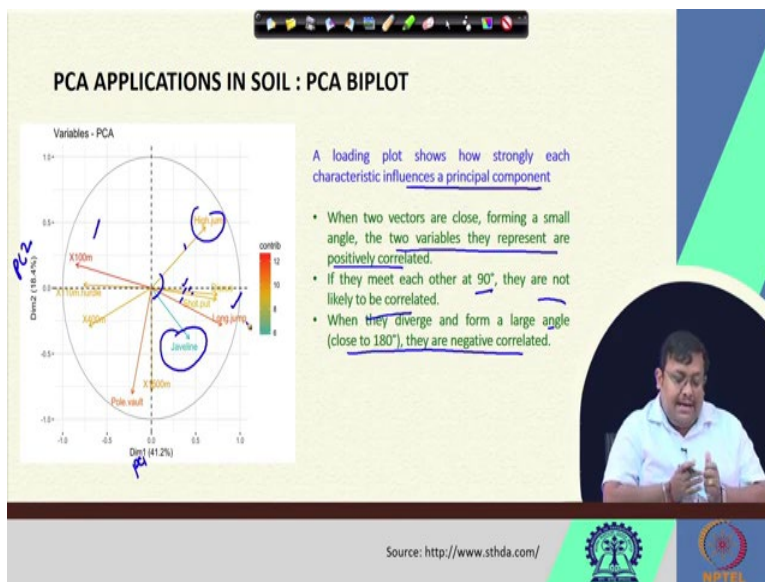 PCA APPLICATIONS IN SOIL : PCA BIPLOT
Variables - PCA
A loading plot shows how strongly each
characteristic influences a principal component
• When two vectors are close, forming a small
angle, the two variables they represent are
positively correlated.
• If they meet each other at 90°, they are not
likely to be correlated.
• When they diverge and form a large angle
(close to 180°), they are negative correlated.
1.0
0.5
0.0
-0.5
-1.0
PC2
Dim2 (18.4%)
High.jump
X100m
X110m.hurdle
X400m
Shot.put
Long.jump
Javeline
X1500m
Pole.vault
contrib
12
10
8
6
-1.0 -0.5 0.0 0.5 1.0
Dim1 (41.2%)
PC1
Source: http://www.sthda.com/
NPTEL